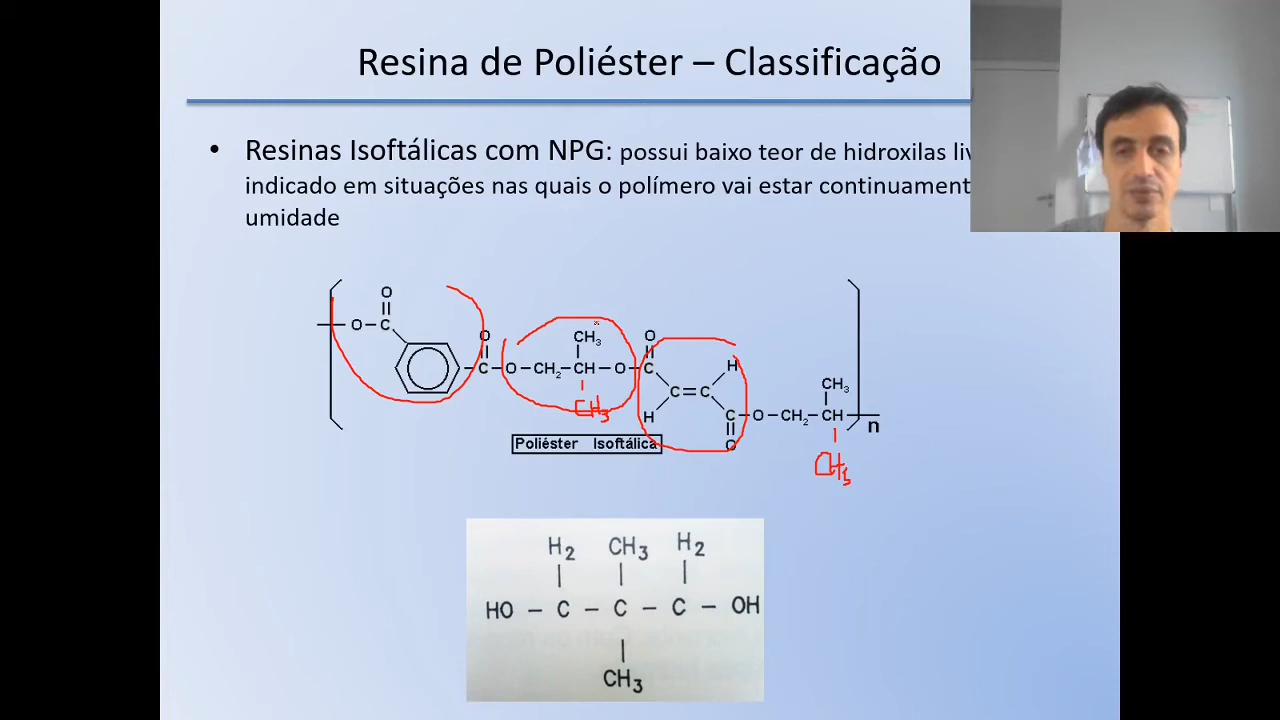 Resina de Poliéster – Classificação
• Resinas Isoftálicas com NPG: possui baixo teor de hidroxilas
indicado em situações nas quais o polímero vai estar
umidade
O
O – C
O
C – O – CH2 – CH – O – C
CH3
CH3
O
H
C = C
H
C – O – CH2 – CH
O
CH3
CH3
n
Poliéster Isoftálica
H2 CH3 H2
HO – C – C – C – OH
CH3